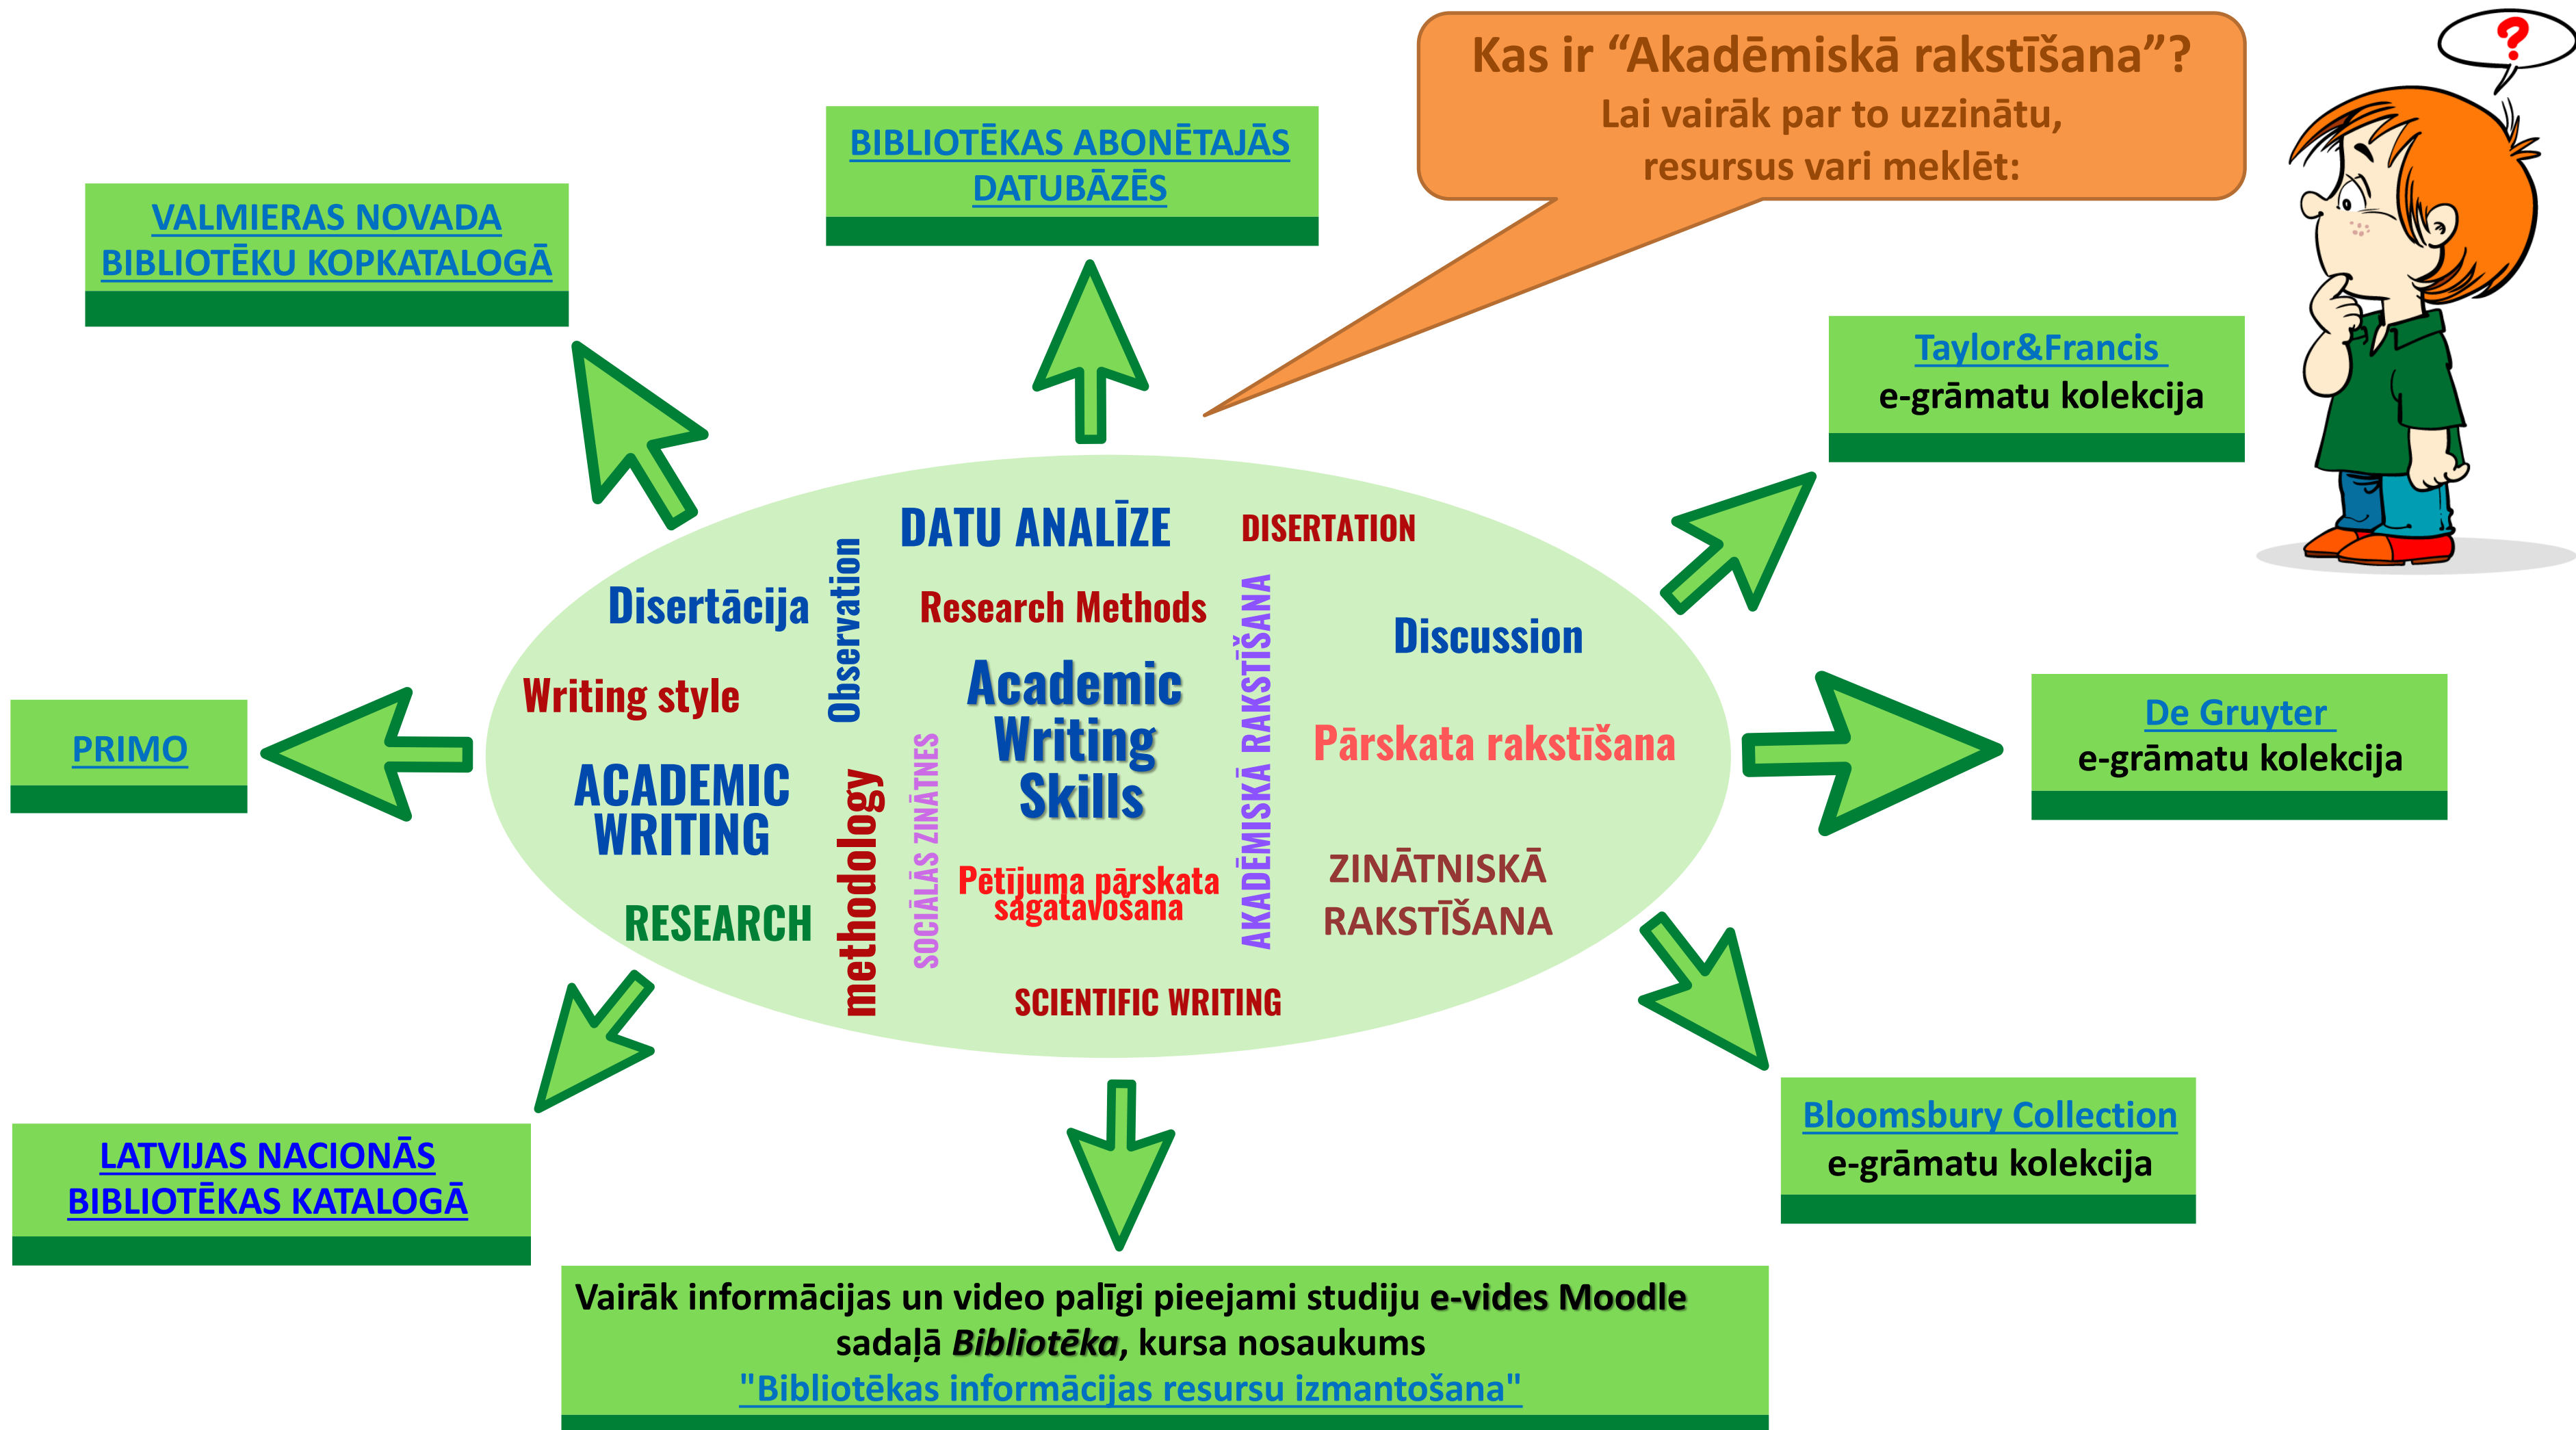 Kas ir “Akadēmiskā rakstīšana”?
Lai vairāk par to uzzinātu,
resursus vari meklēt:
?
BIBLIOTĒKAS ABONĒTAJĀS
DATUBĀZĒS
VALMIERAS NOVADA
BIBLIOTĒKU KOPKATALOGĀ
Taylor&Francis
e-grāmatu kolekcija
DATU ANALĪZE
DISERTATION
Disertācija
Observation
Research Methods
AKADĒMISKĀ RAKSTĪŠANA
Discussion
Writing style
Academic
Writing
Skills
Pārskata rakstīšana
PRIMO
De Gruyter
e-grāmatu kolekcija
ACADEMIC
WRITING
methodology
SOCIĀLĀS ZINĀTNES
Pētījuma pārskata
sagatavošana
ZINĀTNISKĀ
RAKSTĪŠANA
RESEARCH
SCIENTIFIC WRITING
LATVIJAS NACIONĀS
BIBLIOTĒKAS KATALOGĀ
Bloomsbury Collection
e-grāmatu kolekcija
Vairāk informācijas un video palīgi pieejami studiju e-vides Moodle
sadaļā Bibliotēka, kursa nosaukums
"Bibliotēkas informācijas resursu izmantošana"